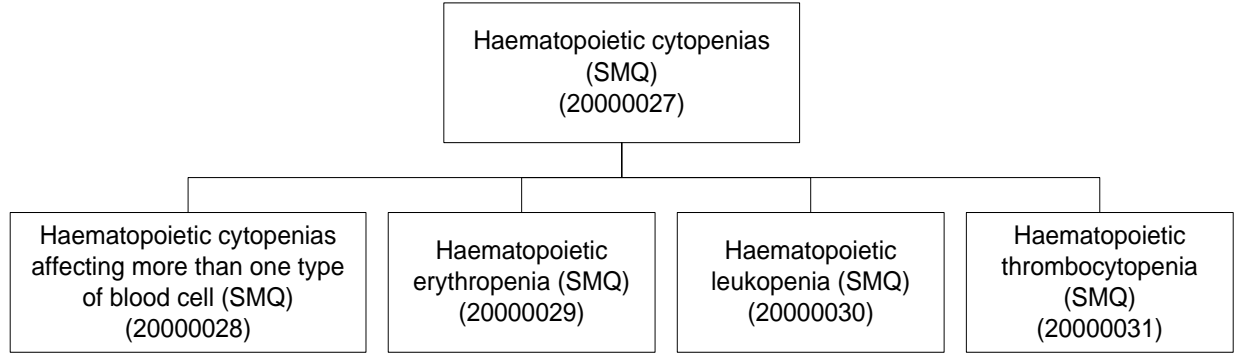 Haematopoietic cytopenias
(SMQ)
(20000027)
Haematopoietic cytopenias
affecting more than one type
of blood cell (SMQ)
(20000028)
Haematopoietic
erythropenia (SMQ)
(20000029)
Haematopoietic
leukopenia (SMQ)
(20000030)
Haematopoietic
thrombocytopenia
(SMQ)
(20000031)